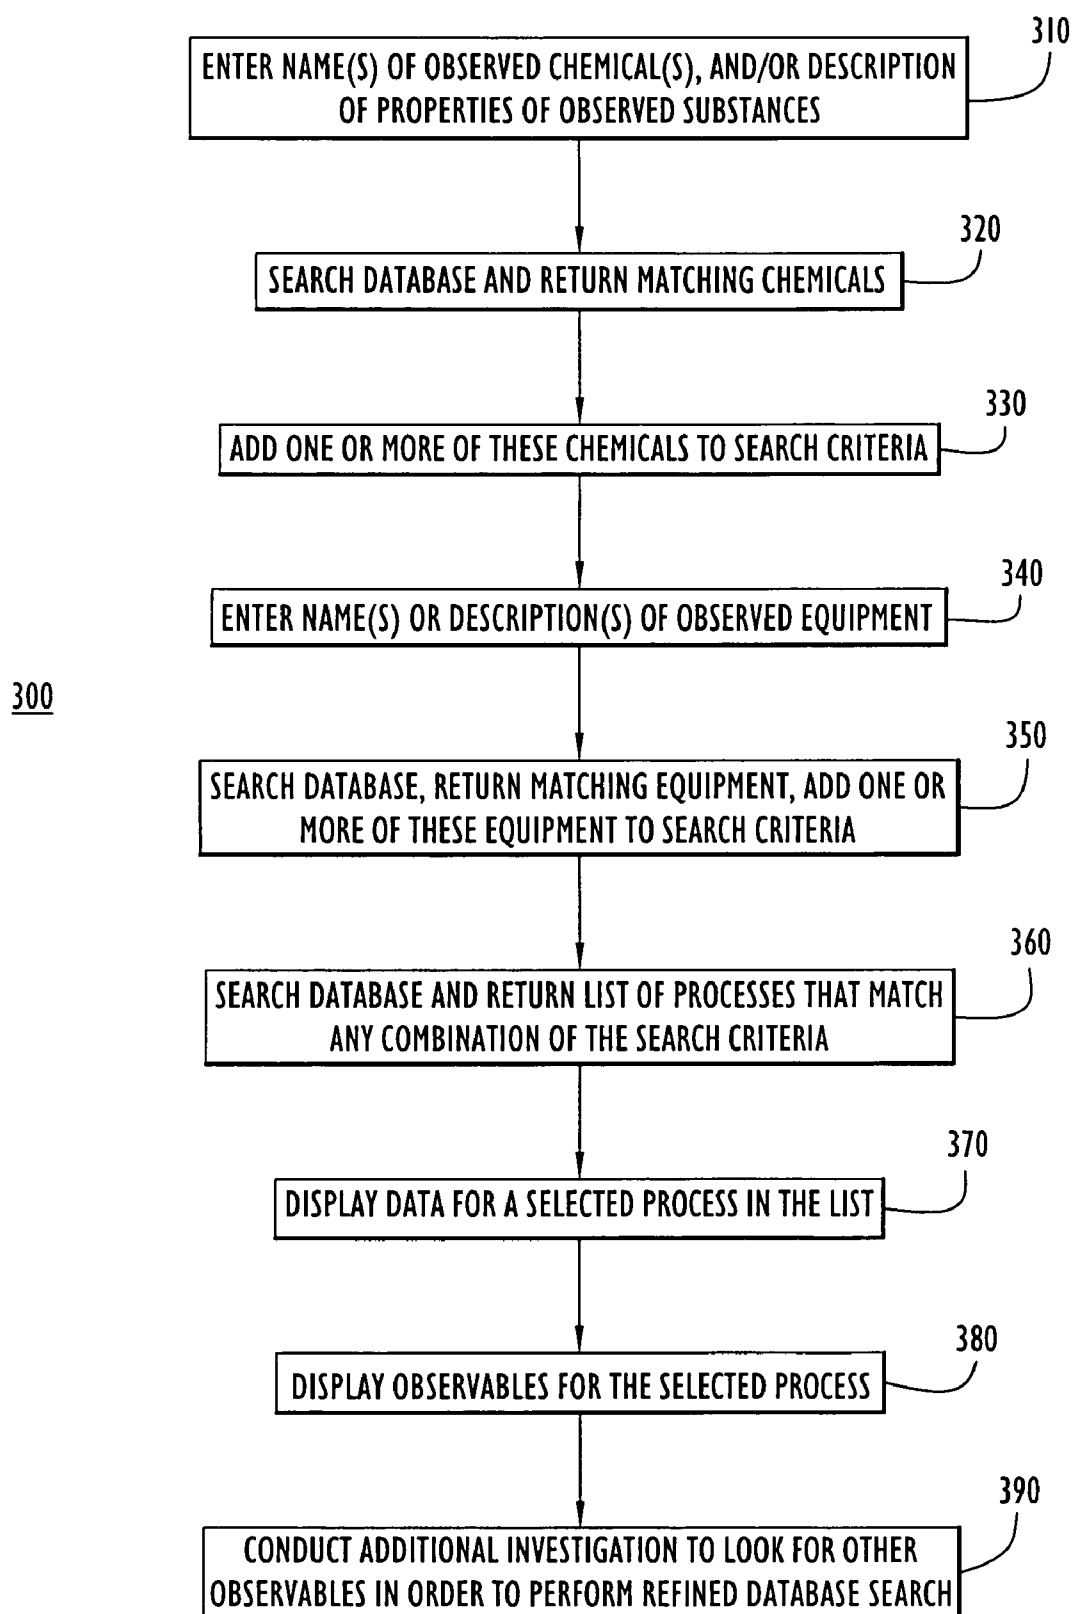 310
ENTER NAME(S) OF OBSERVED CHEMICAL(S), AND/OR DESCRIPTION
OF PROPERTIES OF OBSERVED SUBSTANCES
320
SEARCH DATABASE AND RETURN MATCHING CHEMICALS
330
ADD ONE OR MORE OF THESE CHEMICALS TO SEARCH CRITERIA
340
ENTER NAME(S) OR DESCRIPTION(S) OF OBSERVED EQUIPMENT
300
350
SEARCH DATABASE, RETURN MATCHING EQUIPMENT, ADD ONE OR
MORE OF THESE EQUIPMENT TO SEARCH CRITERIA
360
SEARCH DATABASE AND RETURN LIST OF PROCESSES THAT MATCH
ANY COMBINATION OF THE SEARCH CRITERIA
370
DISPLAY DATA FOR A SELECTED PROCESS IN THE LIST
380
DISPLAY OBSERVABLES FOR THE SELECTED PROCESS
390
CONDUCT ADDITIONAL INVESTIGATION TO LOOK FOR OTHER
OBSERVABLES IN ORDER TO PERFORM REFINED DATABASE SEARCH